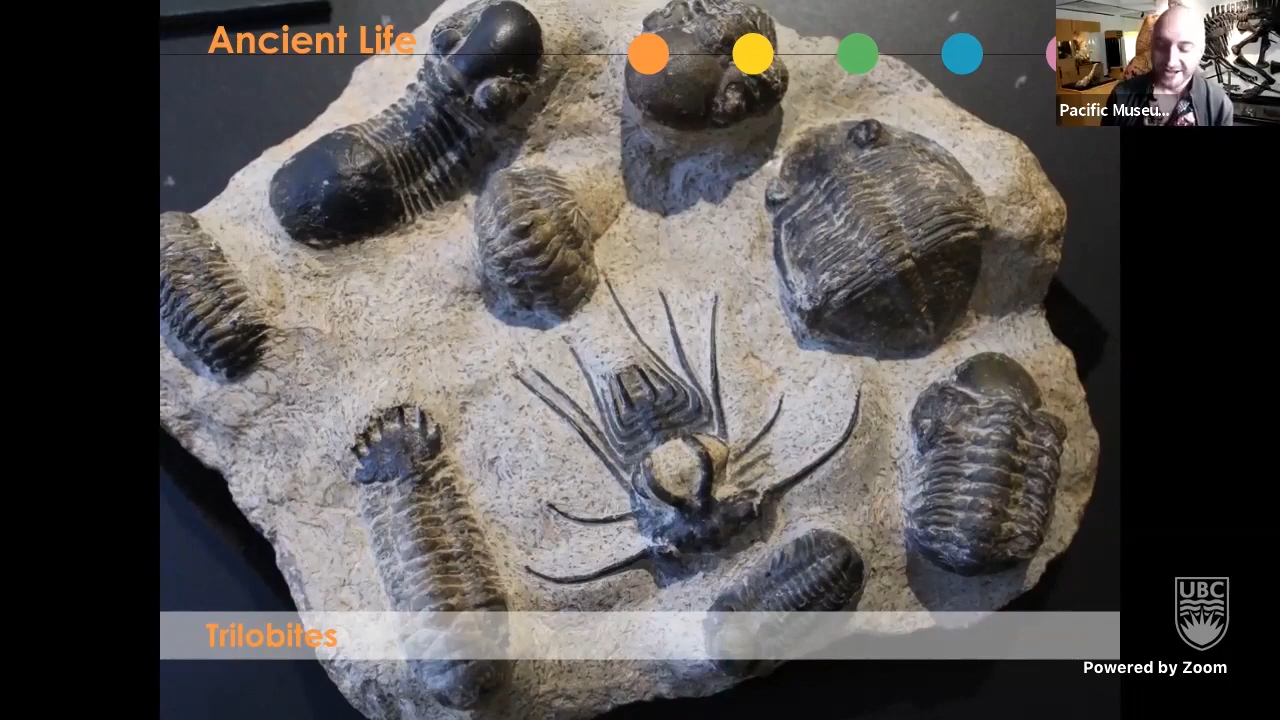 Ancient Life
Pacific Museu...
Trilobites
UBC
Powered by Zoom